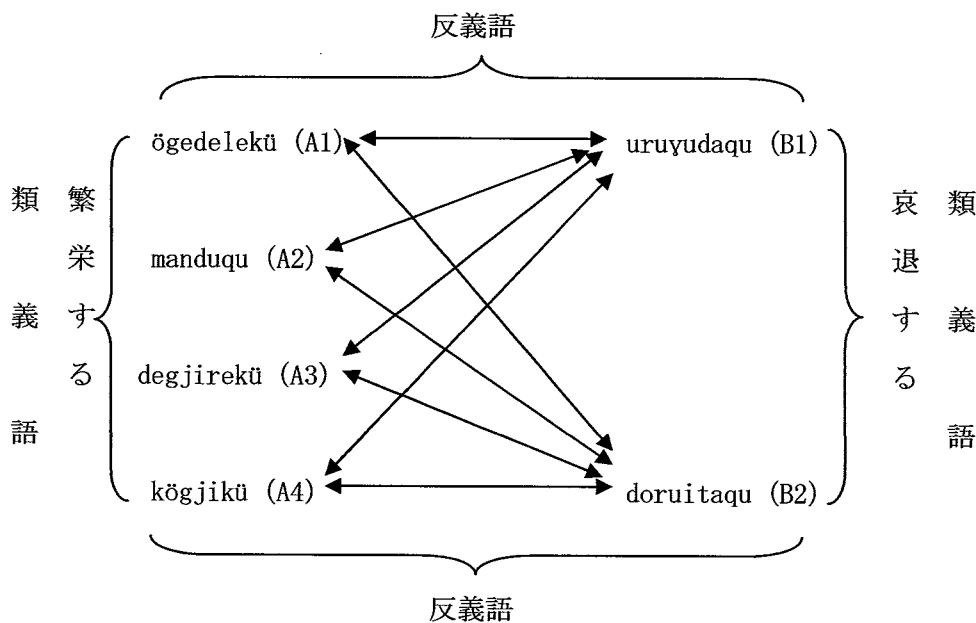 反義語
ögedelekü (A1)
uruγudaqu (B1)
manduqu (A2)
degjirekü (A3)
kögjikü (A4)
doruitaqu (B2)
類義語
繁栄する
哀退する
類義語
反義語